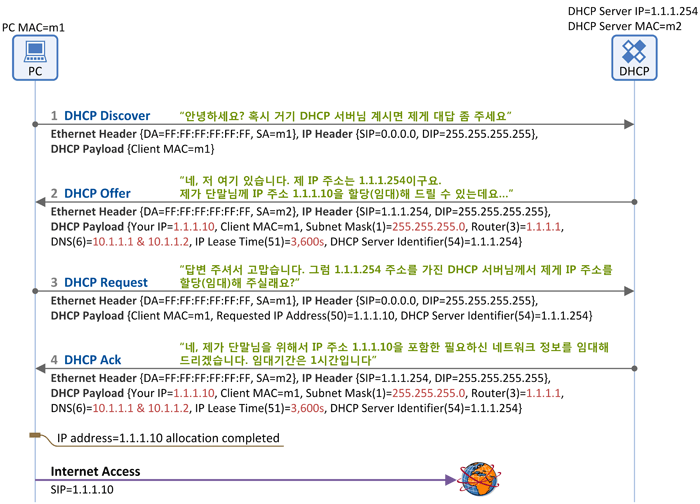 DHCP Server IP=1.1.1.254
PC MAC=m1
DHCP Server MAC=m2
PC
DHCP
1 DHCP Discover
“안녕하세요? 혹시 거기 DHCP 서버님 계시면 제게 대답 좀 주세요”
Ethernet Header {DA=FF:FF:FF:FF:FF:FF, SA=m1}, IP Header {SIP=0.0.0.0, DIP=255.255.255.255},
DHCP Payload {Client MAC=m1}
“네, 저 여기 있습니다. 제 IP 주소는 1.1.1.254이구요.
2 DHCP Offer
제가 단말님께 IP 주소 1.1.1.10을 할당(임대)해 드릴 수 있는데요...”
Ethernet Header {DA=FF:FF:FF:FF:FF:FF, SA=m2}, IP Header {SIP=1.1.1.254, DIP=255.255.255.255},
DHCP Payload {Your IP=1.1.1.10, Client MAC=m1, Subnet Mask(1)=255.255.255.0, Router(3)=1.1.1.1,
DNS(6)=10.1.1.1 & 10.1.1.2, IP Lease Time(51)=3,600s, DHCP Server Identifier(54)=1.1.1.254}
“답변 주셔서 고맙습니다. 그럼 1.1.1.254 주소를 가진 DHCP 서버님께서 제게 IP 주소를
3 DHCP Request
할당(임대)해 주실래요?”
Ethernet Header {DA=FF:FF:FF:FF:FF:FF, SA=m1}, IP Header {SIP=0.0.0.0, DIP=255.255.255.255},
DHCP Payload {Client MAC=m1, Requested IP Address(50)=1.1.1.10, DHCP Server Identifier(54)=1.1.1.254}
“네, 제가 단말님을 위해서 IP 주소 1.1.1.10을 포함한 필요하신 네트워크 정보를 임대해
4 DHCP Ack
드리겠습니다. 임대기간은 1시간입니다”
Ethernet Header {DA=FF:FF:FF:FF:FF:FF, SA=m2}, IP Header {SIP=1.1.1.254, DIP=255.255.255.255},
DHCP Payload {Your IP=1.1.1.10, Client MAC=m1, Subnet Mask(1)=255.255.255.0, Router(3)=1.1.1.1,
DNS(6)=10.1.1.1 & 10.1.1.2, IP Lease Time(51)=3,600s, DHCP Server Identifier(54)=1.1.1.254}
IP address=1.1.1.10 allocation completed
Internet Access
SIP=1.1.1.10